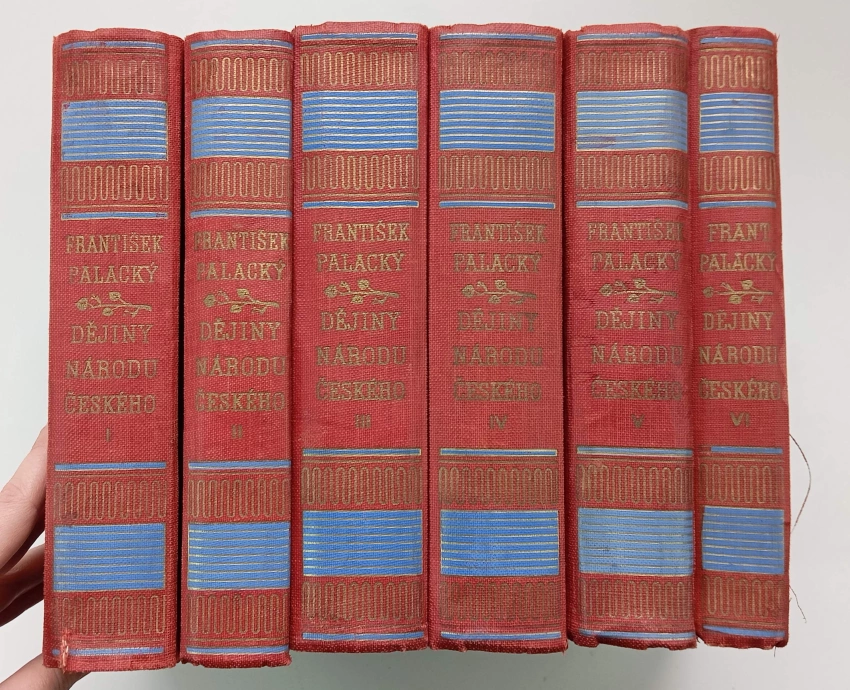 FRANTIŠEK
PALACKÝ
DĚJINY
NÁRODU
ČESKÉHO
I
FRANTIŠEK
PALACKÝ
DĚJINY
NÁRODU
ČESKÉHO
II
FRANTIŠEK
PALACKÝ
DĚJINY
NÁRODU
ČESKÉHO
III
FRANTIŠEK
PALACKÝ
DĚJINY
NÁRODU
ČESKÉHO
IV
FRANTIŠEK
PALACKÝ
DĚJINY
NÁRODU
ČESKÉHO
V
FRANT
PALACKÝ
DĚJINY
NÁRODU
ČESKÉHO
VI